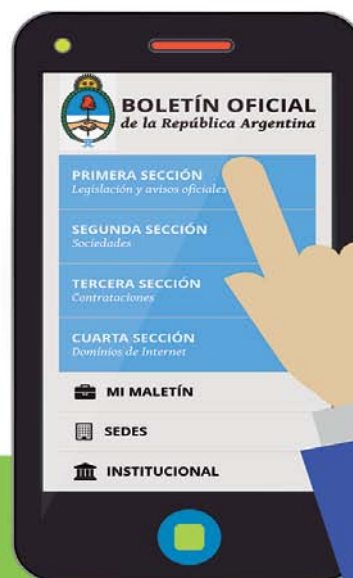 BOLETÍN OFICIAL
de la República Argentina
PRIMERA SECCIÓN
Legislación y avisos oficiales
SEGUNDA SECCIÓN
Sociedades
TERCERA SECCIÓN
Contrataciones
CUARTA SECCIÓN
Dominios de Internet
MI MALETÍN
SEDES
INSTITUCIONAL